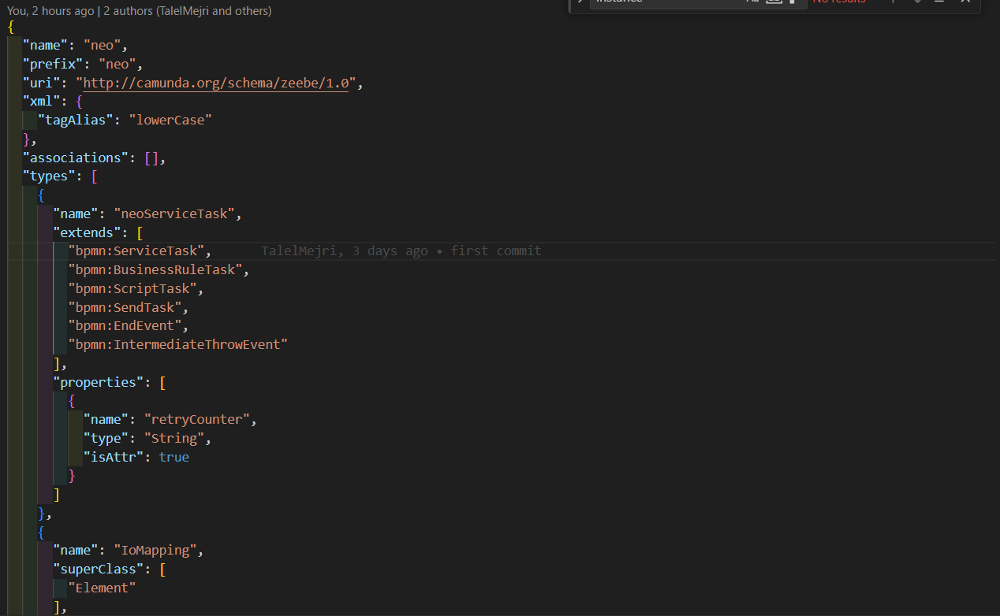 You, 2 hours ago | 2 authors (TalelMejri and others)
instance
No results
{
"name": "neo",
"prefix": "neo",
"uri": "http://camunda.org/schema/zeebe/1.0",
"xml": {
"tagAlias": "lowerCase"
},
"associations": [],
"types": [
{
"name": "neoServiceTask",
"extends": [
"bpmn:ServiceTask", TalelMejri, 3 days ago • first commit
"bpmn:BusinessRuleTask",
"bpmn:ScriptTask",
"bpmn:SendTask",
"bpmn:EndEvent",
"bpmn:IntermediateThrowEvent"
],
"properties": [
{
"name": "retryCounter",
"type": "String",
"isAttr": true
}
]
},
{
"name": "IoMapping",
"superClass": [
"Element"
],